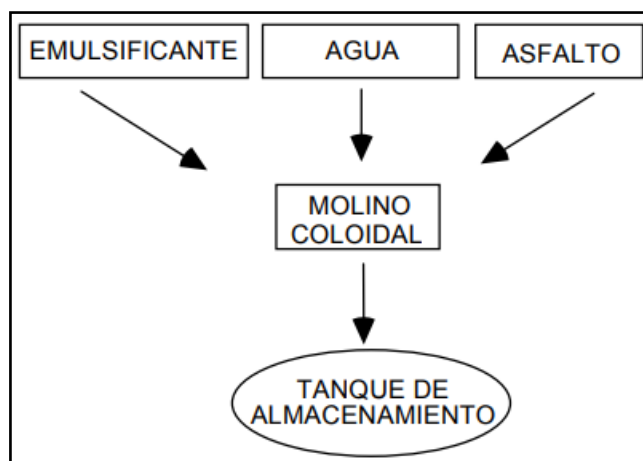 EMULSIFICANTE
AGUA
ASFALTO
MOLINO
COLOIDAL
TANQUE DE
ALMACENAMIENTO